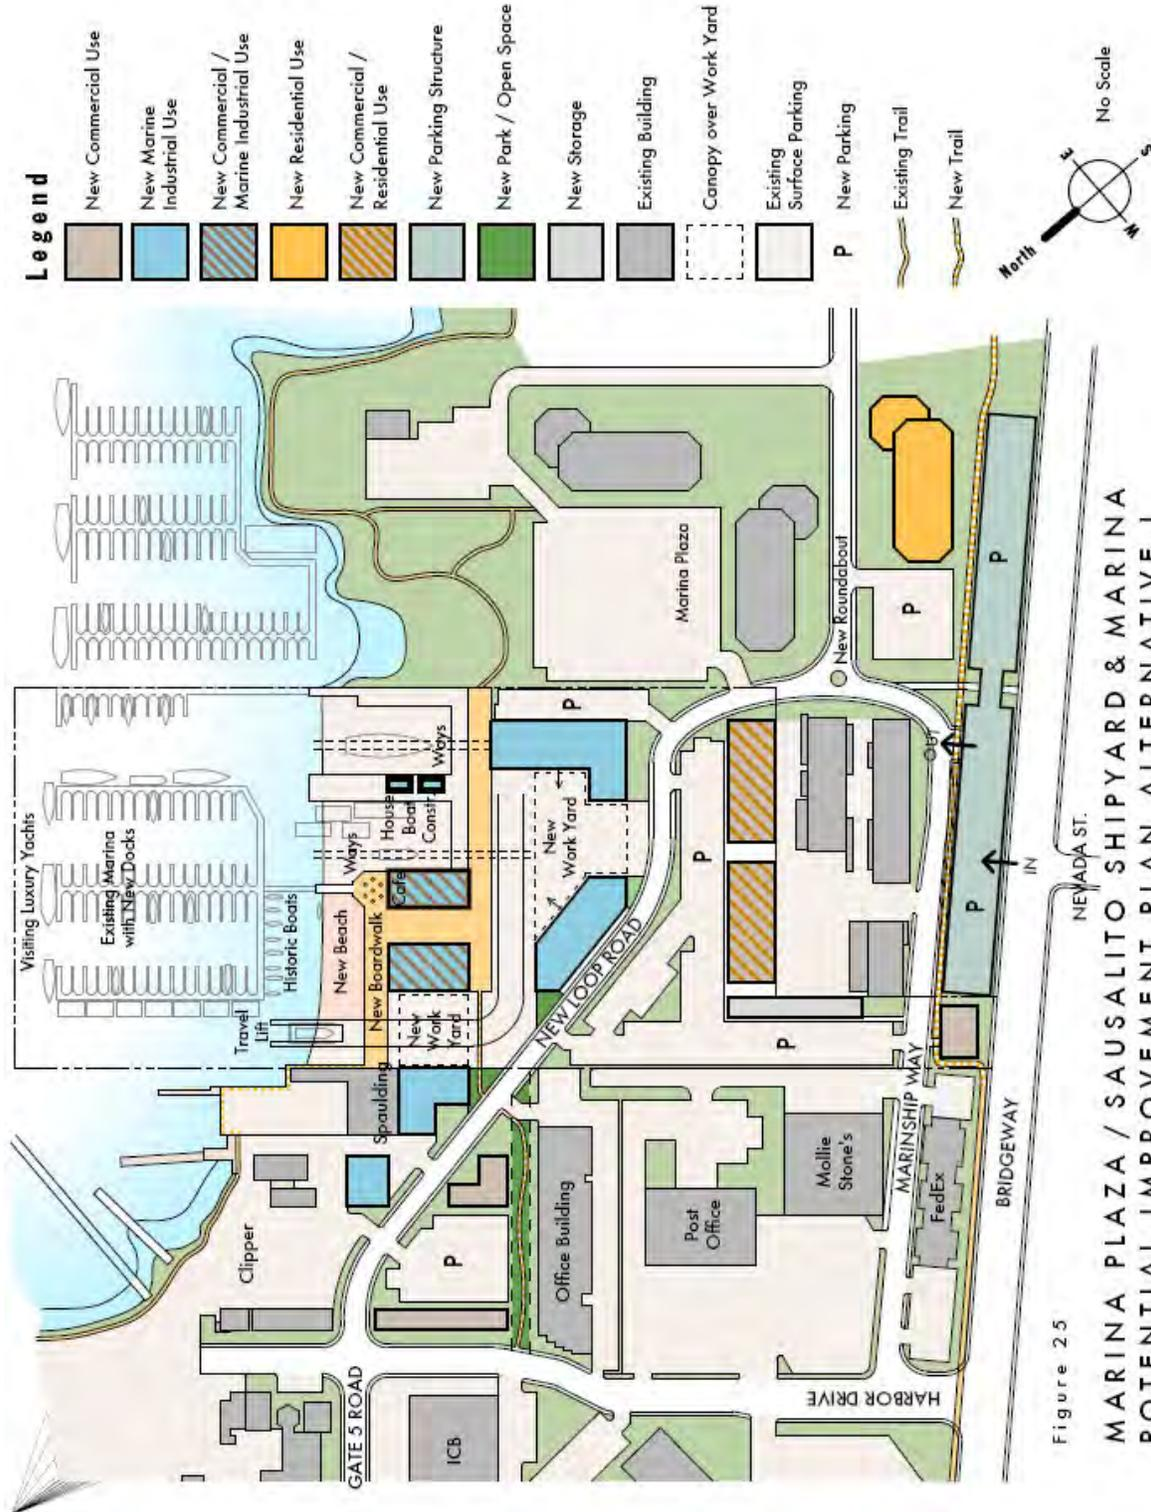 Legend
New Commercial Use
New Marine
Industrial Use
New Commercial /
Marine Industrial Use
New Residential Use
New Commercial /
Residential Use
New Parking Structure
New Park / Open Space
New Storage
Existing Building
Canopy over Work Yard
Existing
Surface Parking
P
New Parking
Existing Trail
New Trail
North
E
S
W
No Scale
Visiting Luxury Yachts
Existing Marina
with New Docks
Historic Boats
Travel
Lift
New Beach
New Boardwalk
Ways
Ways
House
Boat
Constr.
Cafe
New
Work Yard
New
Work
Yard
Spaulding
Clipper
Marina Plaza
New Roundabout
NEW LOOP ROAD
P
P
P
P
P
P
P
OUT
IN
NEVADA ST.
MARINSHIP WAY
BRIDGEWAY
Mollie
Stone's
FedEx
Post
Office
Office Building
HARBOR DRIVE
GATE 5 ROAD
ICB
Figure 25
MARINA PLAZA / SAUSALITO SHIPYARD & MARINA
POTENTIAL IMPROVEMENT PLAN ALTERNATIVE I